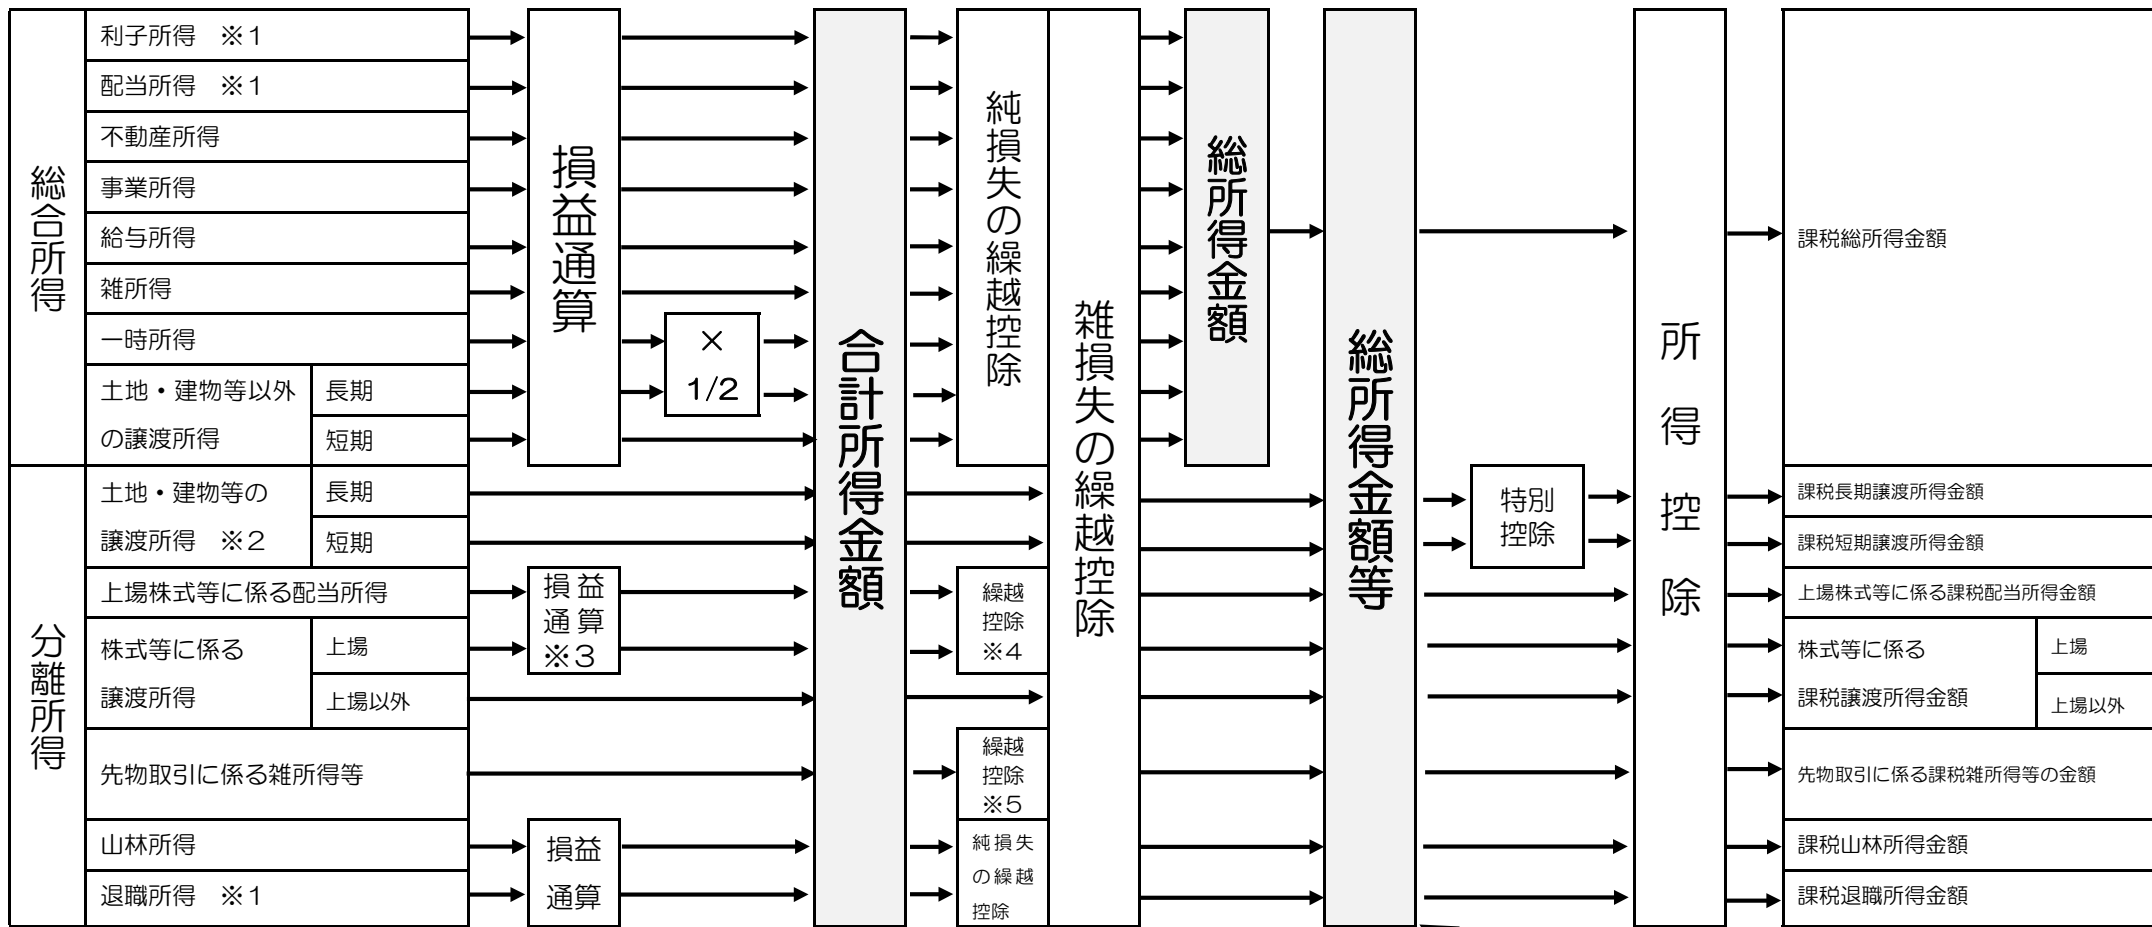 総合所得
利子所得　※1
配当所得　※1
不動産所得
事業所得
給与所得
雑所得
一時所得
土地・建物等以外
の譲渡所得
長期
短期
分離所得
土地・建物等の
譲渡所得　※2
長期
短期
上場株式等に係る配当所得
株式等に係る
譲渡所得
上場
上場以外
先物取引に係る雑所得等
山林所得
退職所得　※1
損益通算
×
1/2
損益
通算
※3
損益
通算
合計所得金額
純損失の繰越控除
繰越
控除
※4
繰越
控除
※5
純損失
の繰越
控除
雑損失の繰越控除
総所得金額
総所得金額等
特別
控除
所得控除
課税総所得金額
課税長期譲渡所得金額
課税短期譲渡所得金額
上場株式等に係る課税配当所得金額
株式等に係る
課税譲渡所得金額
上場
上場以外
先物取引に係る課税雑所得等の金額
課税山林所得金額
課税退職所得金額